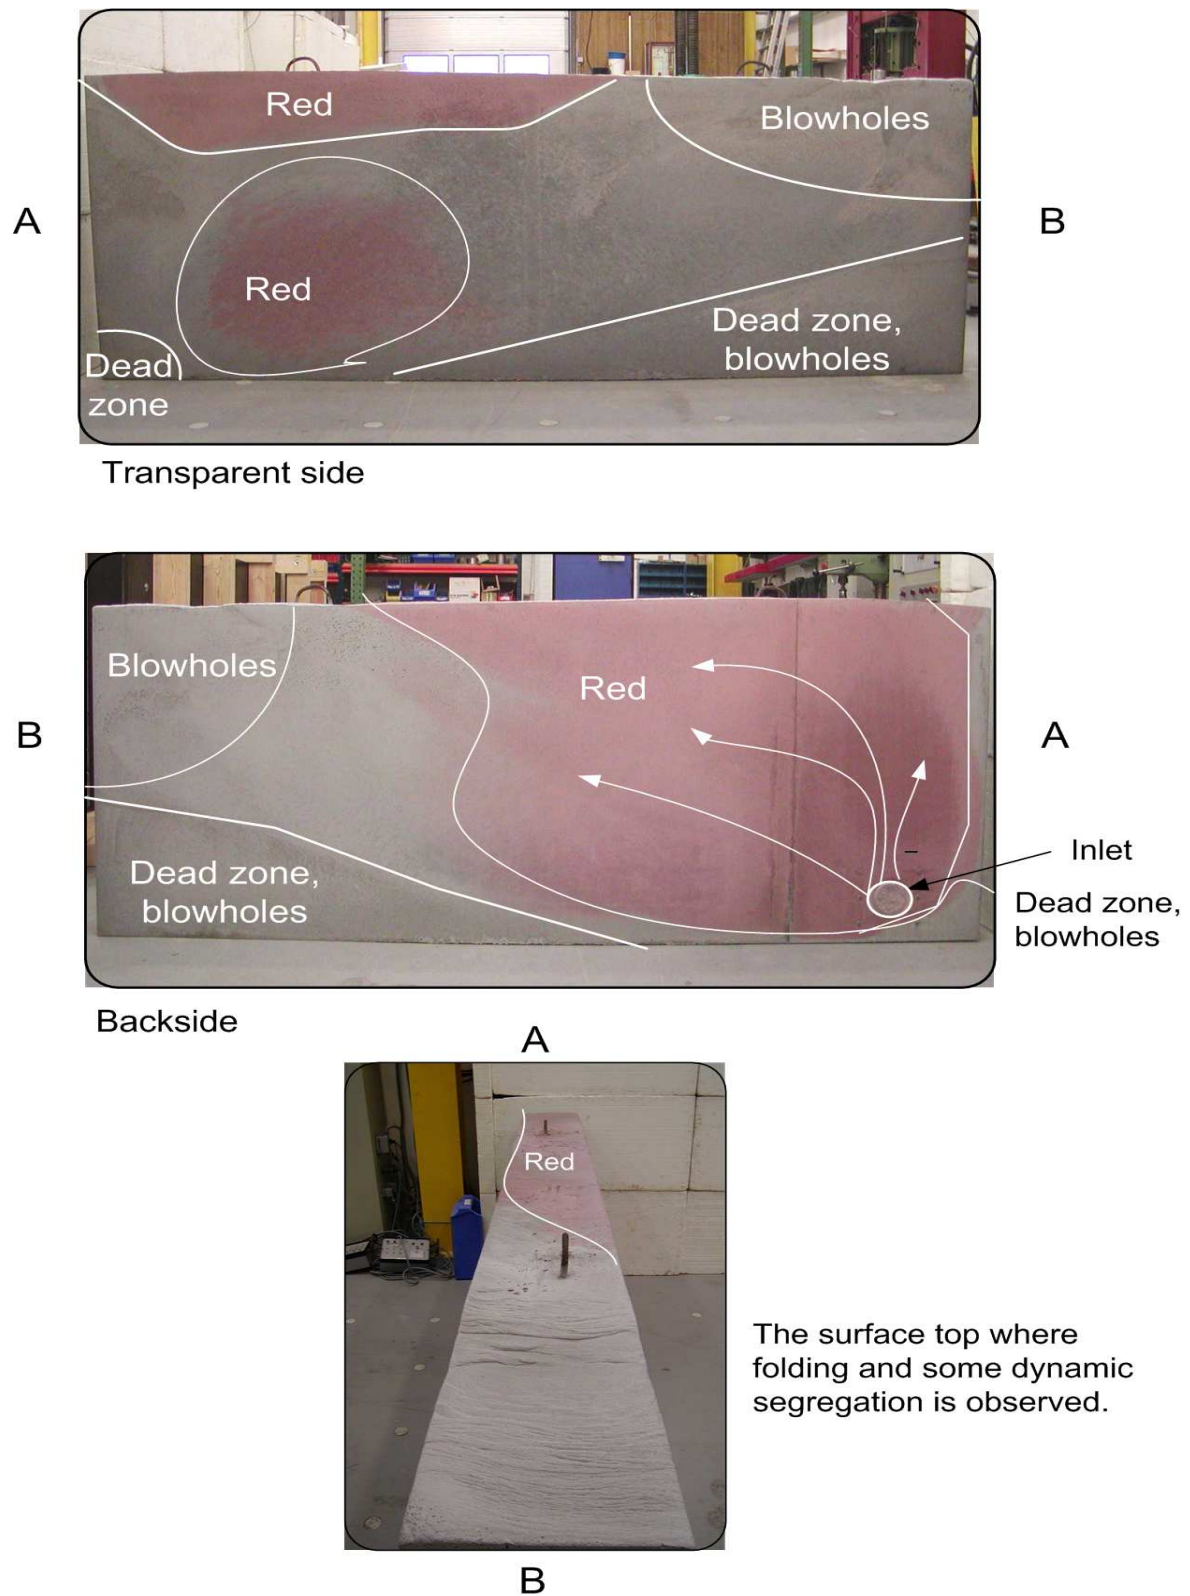 Red
Blowholes
A
B
Red
Dead zone,
blowholes
Dead
zone
Transparent side
Blowholes
Red
B
A
Inlet
Dead zone,
blowholes
Dead zone,
blowholes
Backside
A
Red
The surface top where
folding and some dynamic
segregation is observed.
B